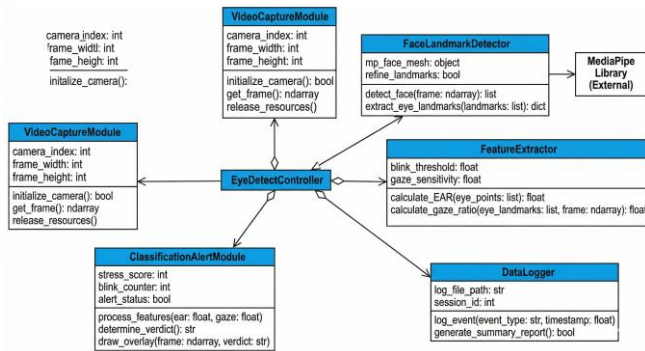 camera_index: int
frame_widtl: int
fame_heigh: int
initalize_camera():
VideoCaptureModule
camera_index: int
frame_width: int
frame_height: int
initialize_camera(): bool
get_frame(): ndarray
release_resources()
FaceLandmarkDetector
mp_face_mesh: object
refine_landmarks: bool
detect_face(frame: ndarray): list
extract_eye_landmarks(landmarks: list): dict
MediaPipe
Library
(External)
VideoCaptureModule
camera_index: int
frame_width: int
frame_height: int
initialize_camera(): bool
get_frame(): ndarray
release_resources()
EyeDetectController
FeatureExtractor
blink_threshold: float
gaze_sensitivity: float
calculate_EAR(eye_points: list): float
calculate_gaze_ratio(eye_landmarks: list, frame: ndarray): float
ClassificationAlertModule
stress_score: int
blink_counter: int
alert_status: bool
process_features(ear: float, gaze: float)
determine_verdict(): str
draw_overlay(frame: ndarray, verdict: str)
DataLogger
log_file_path: str
session_id: int
log_event(event_type: str, timestamp: float)
generate_summary_report(): bool